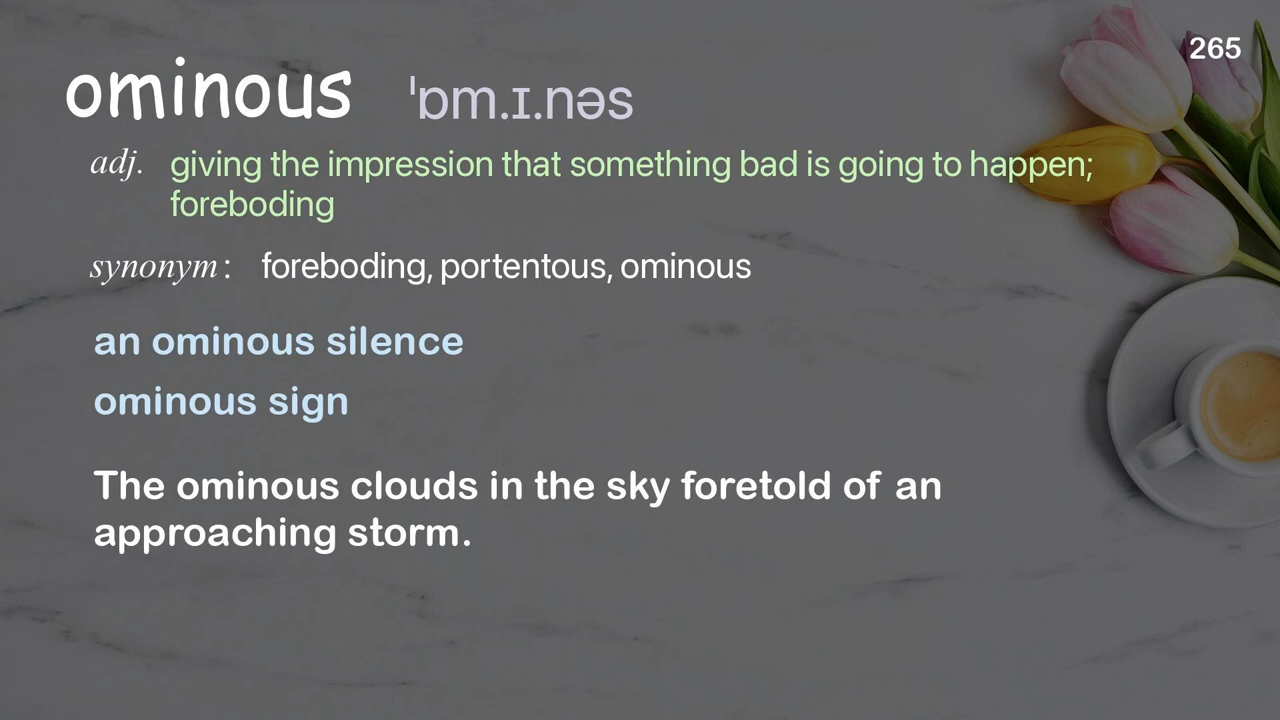 265
ominous ˈɒm.ɪ.nəs
adj. giving the impression that something bad is going to happen;
foreboding
synonym: foreboding, portentous, ominous
an ominous silence
ominous sign
The ominous clouds in the sky foretold of an
approaching storm.